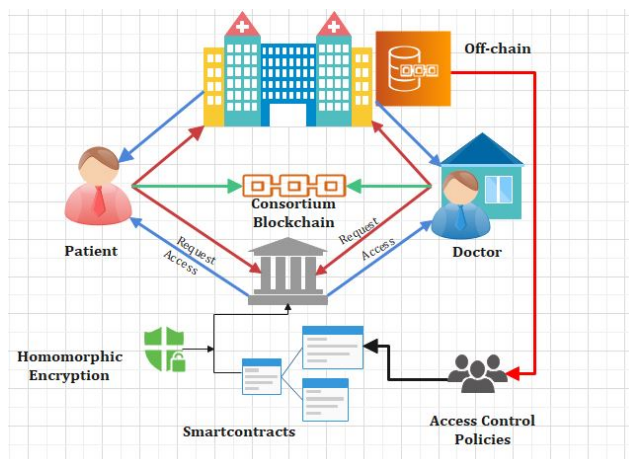 Off-chain
Consortium
Blockchain
Patient
Request
Access
Request
Access
Doctor
Homomorphic
Encryption
Smartcontracts
Access Control
Policies